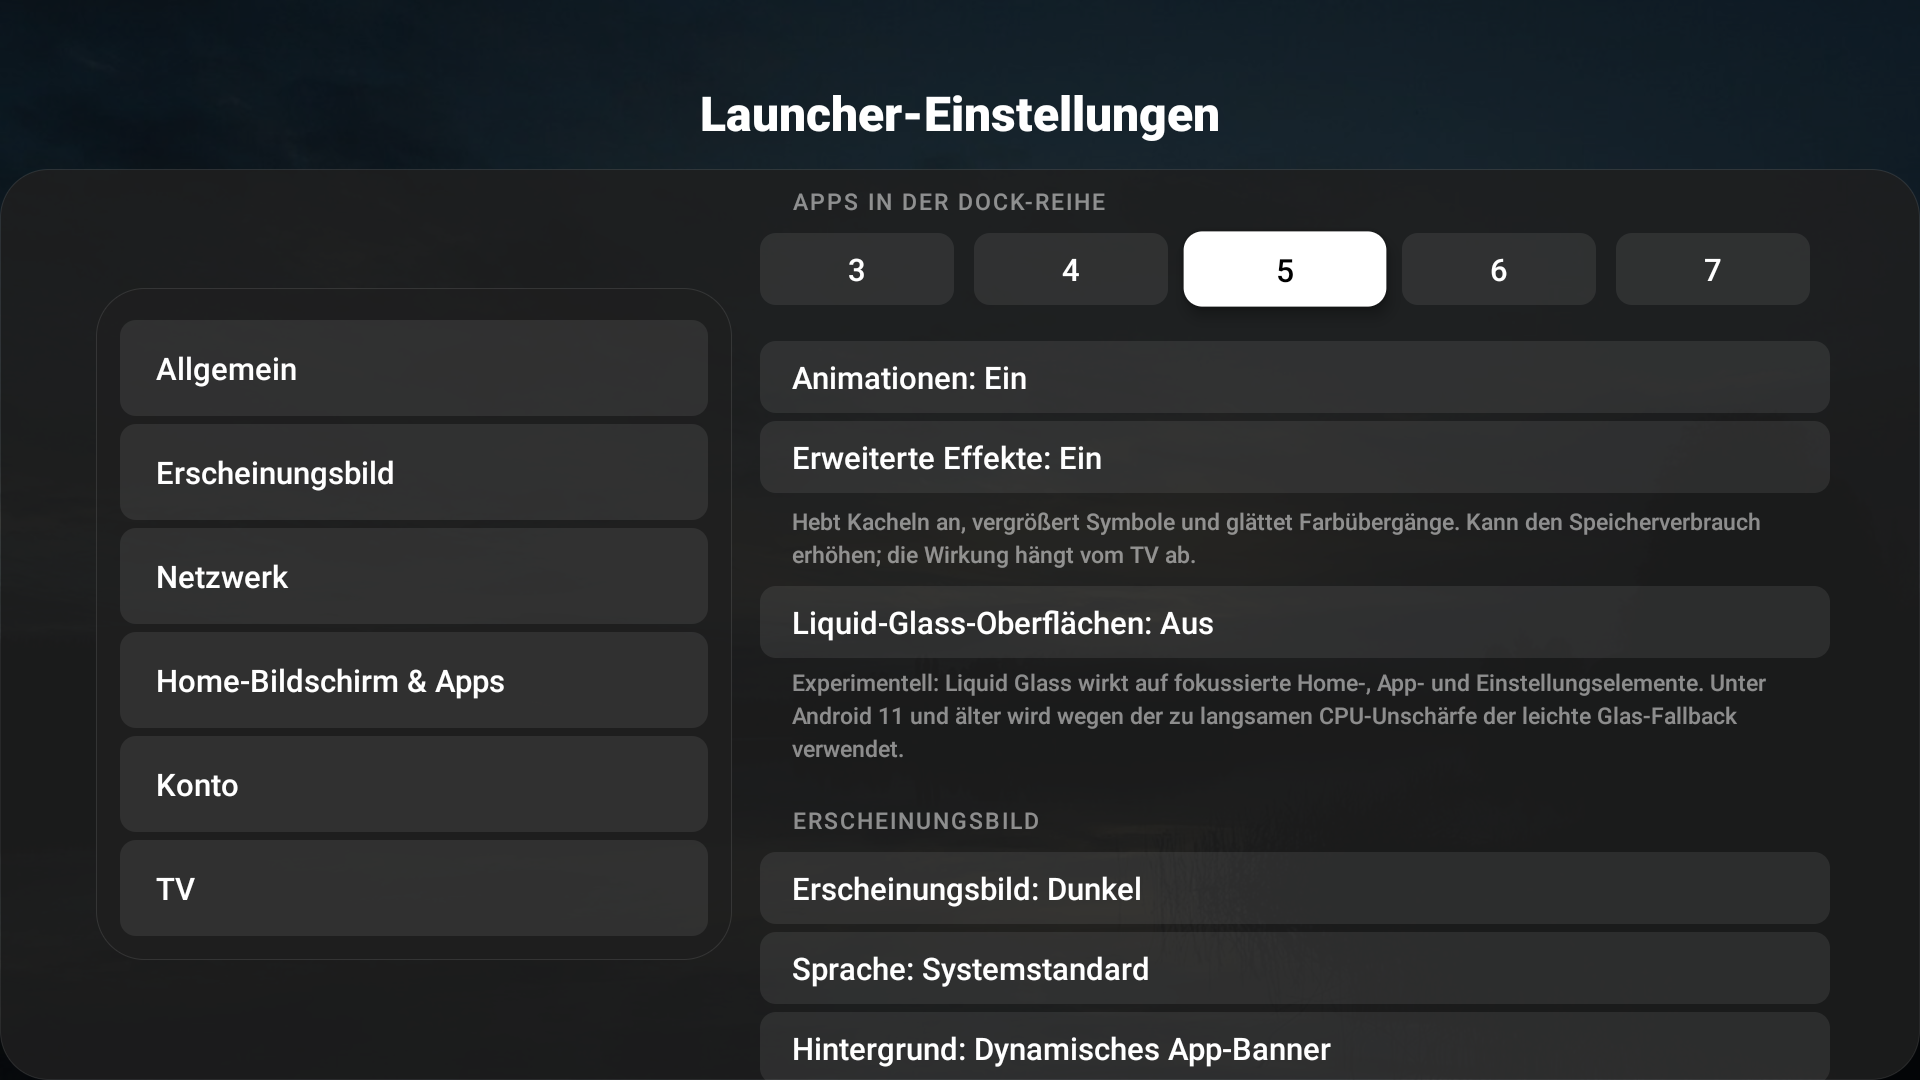 Launcher-Einstellungen
APPS IN DER DOCK-REIHE
3
4
5
6
7
Allgemein
Erscheinungsbild
Netzwerk
Home-Bildschirm & Apps
Konto
TV
Animationen: Ein
Erweiterte Effekte: Ein
Hebt Kacheln an, vergrößert Symbole und glättet Farbübergänge. Kann den Speicherverbrauch
erhöhen; die Wirkung hängt vom TV ab.
Liquid-Glass-Oberflächen: Aus
Experimentell: Liquid Glass wirkt auf fokussierte Home-, App- und Einstellungselemente. Unter
Android 11 und älter wird wegen der zu langsamen CPU-Unschärfe der leichte Glas-Fallback
verwendet.
ERSCHEINUNGSBILD
Erscheinungsbild: Dunkel
Sprache: Systemstandard
Hintergrund: Dynamisches App-Banner